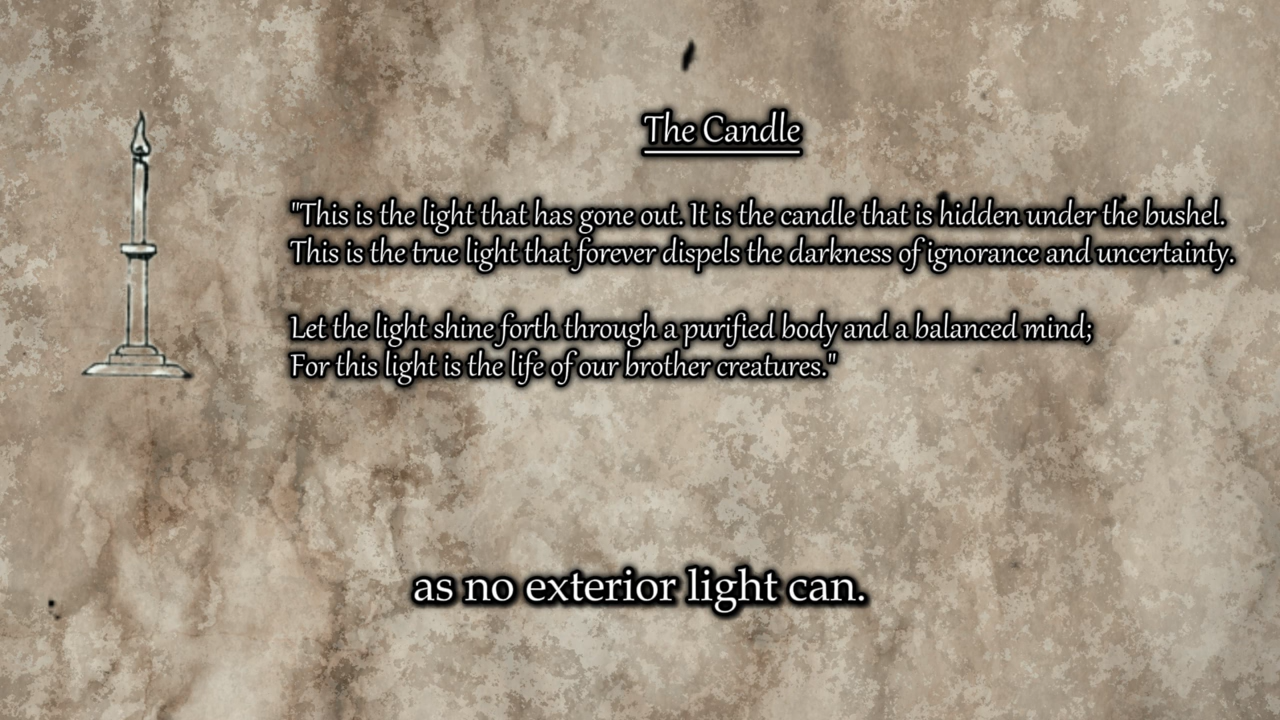 The Candle
"This is the light that has gone out. It is the candle that is hidden under the bushel.
This is the true light that forever dispels the darkness of ignorance and uncertainty.
Let the light shine forth through a purified body and a balanced mind;
For this light is the life of our brother creatures."
as no exterior light can.